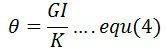 θ = GI/K … . equ(4)